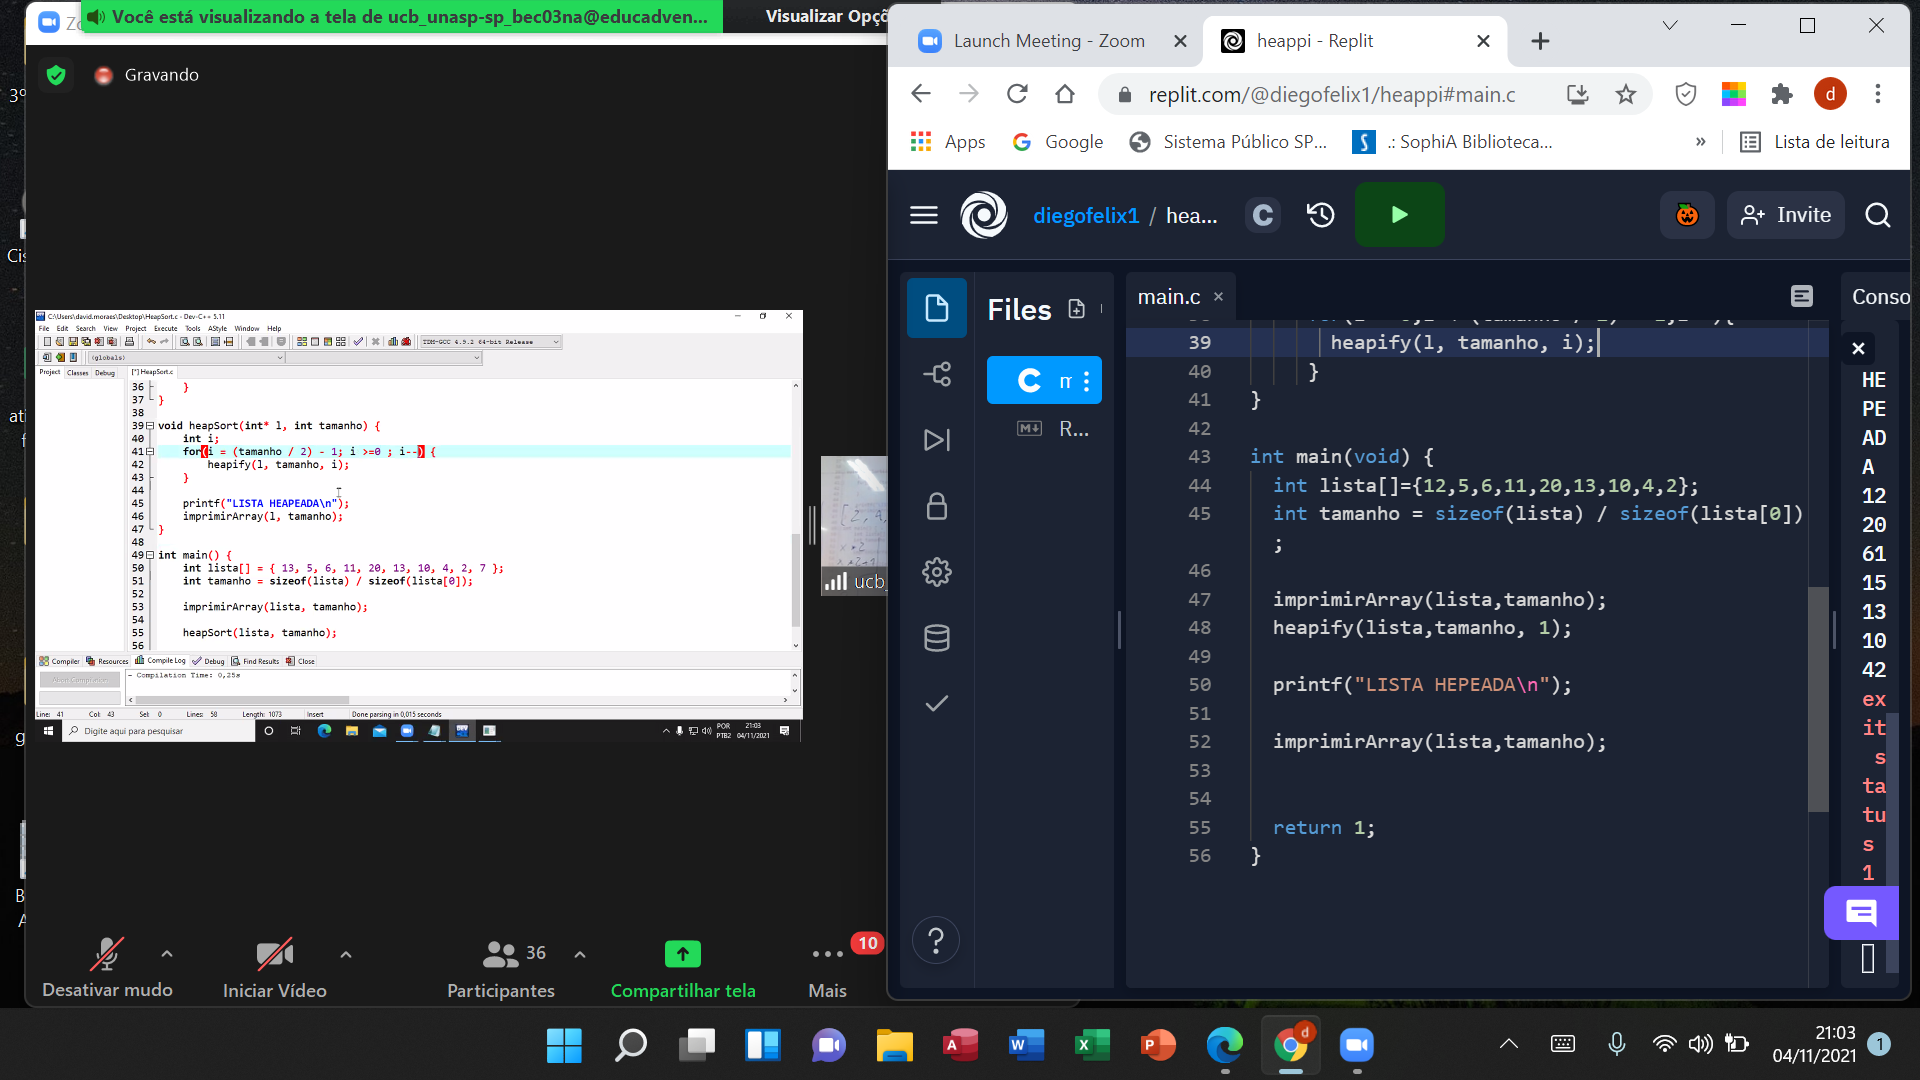 Você está visualizando a tela de ucb_unasp-sp_bec03na@educadven...
Visualizar Opçõ
Gravando
3º
Cis
C:\Users\david.moraes\Desktop\HeapSort.c - Dev-C++ 5.11
File Edit Search View Project Execute Tools AStyle Window Help
TDM-GCC 4.9.2 64-bit Release
(globals)
Project Classes Debug
[*] HeapSort.c
36 }
37 }
38
39 void heapSort(int* l, int tamanho) {
40 int i;
41 for(i = (tamanho / 2) - 1; i >=0 ; i--) {
42 heapify(l, tamanho, i);
43 }
44
45 printf("LISTA HEAPEADA\n");
46 imprimirArray(l, tamanho);
47 }
48
49 int main() {
50 int lista[] = { 13, 5, 6, 11, 20, 13, 10, 4, 2, 7 };
51 int tamanho = sizeof(lista) / sizeof(lista[0]);
52
53 imprimirArray(lista, tamanho);
54
55 heapSort(lista, tamanho);
56
Compiler Resources Compile Log Debug Find Results Close
Abort Compilation
- Compilation Time: 0,25s
Line: 41 Col: 43 Sel: 0 Lines: 58 Length: 1073 Insert Done parsing in 0,015 seconds
Digite aqui para pesquisar
POR
PTB2
21:03
04/11/2021
ucb_
Desativar mudo
Iniciar Vídeo
36
Participantes
Compartilhar tela
10
Mais
Launch Meeting - Zoom
heappi - Replit
replit.com/@diegofelix1/heappi#main.c
d
Apps
Google
Sistema Público SP...
.: SophiA Biblioteca...
»
Lista de leitura
diegofelix1 / hea...
C
Invite
Files
C
R...
main.c
39 heapify(l, tamanho, i);
40 }
41 }
42
43 int main(void) {
44 int lista[]={12,5,6,11,20,13,10,4,2};
45 int tamanho = sizeof(lista) / sizeof(lista[0])
;
46
47 imprimirArray(lista,tamanho);
48 heapify(lista,tamanho, 1);
49
50 printf("LISTA HEPEADA\n");
51
52 imprimirArray(lista,tamanho);
53
54
55 return 1;
56 }
Conso
HE
PE
AD
A
12
20
61
15
13
10
42
ex
it
s
ta
tu
s
1
?
21:03
04/11/2021
1